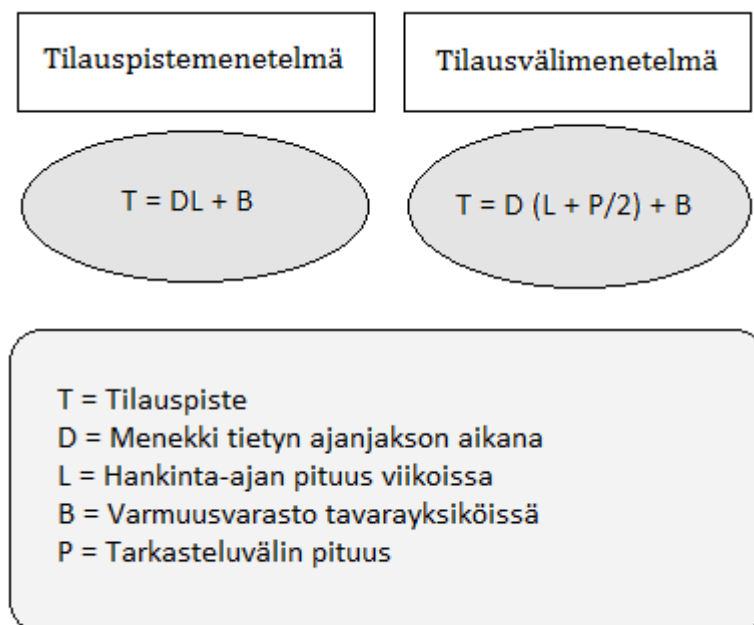 Tilauspistemenetelmä
Tilausvälimenetelmä
T = DL + B
T = D (L + P/2) + B
T = Tilauspiste
D = Menekki tietyn ajanjakson aikana
L = Hankinta-ajan pituus viikoissa
B = Varmuusvarasto tavarayksiköissä
P = Tarkasteluvälin pituus